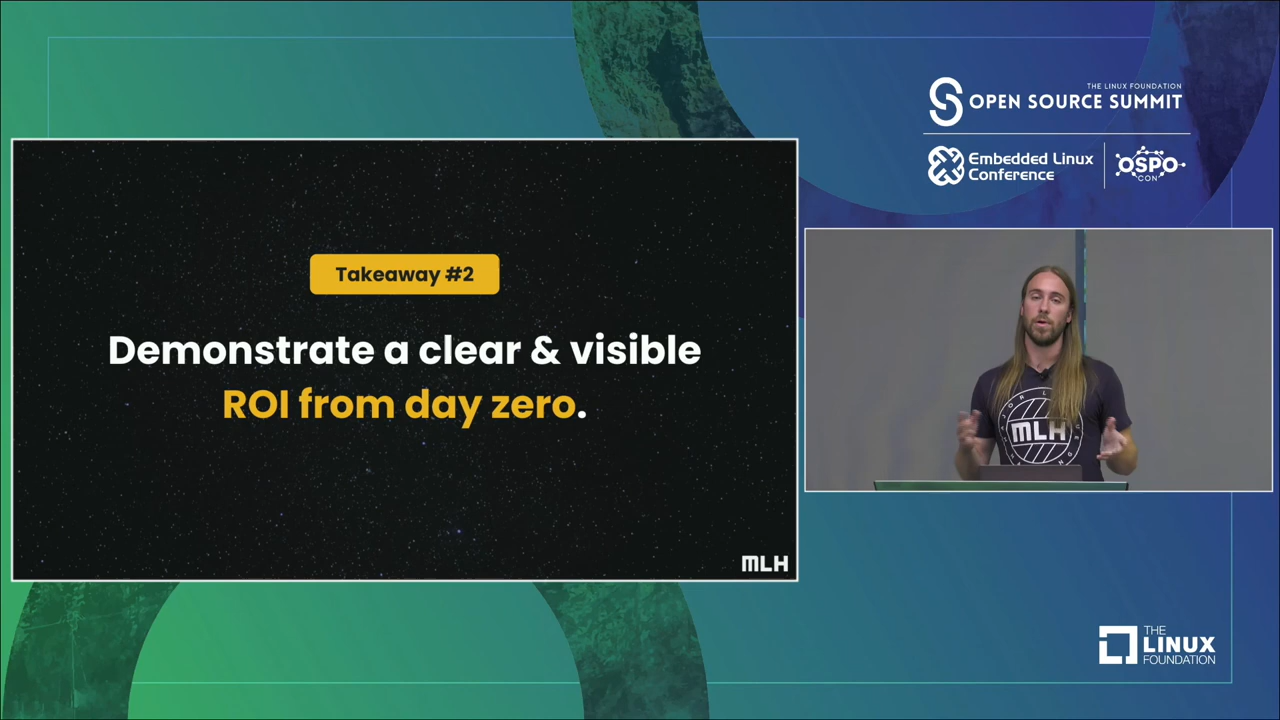 THE LINUX FOUNDATION
OPEN SOURCE SUMMIT
Embedded Linux
Conference
OSPO
CON
Takeaway #2
Demonstrate a clear & visible
ROI from day zero.
MLH
MLH
THE
LINUX
FOUNDATION